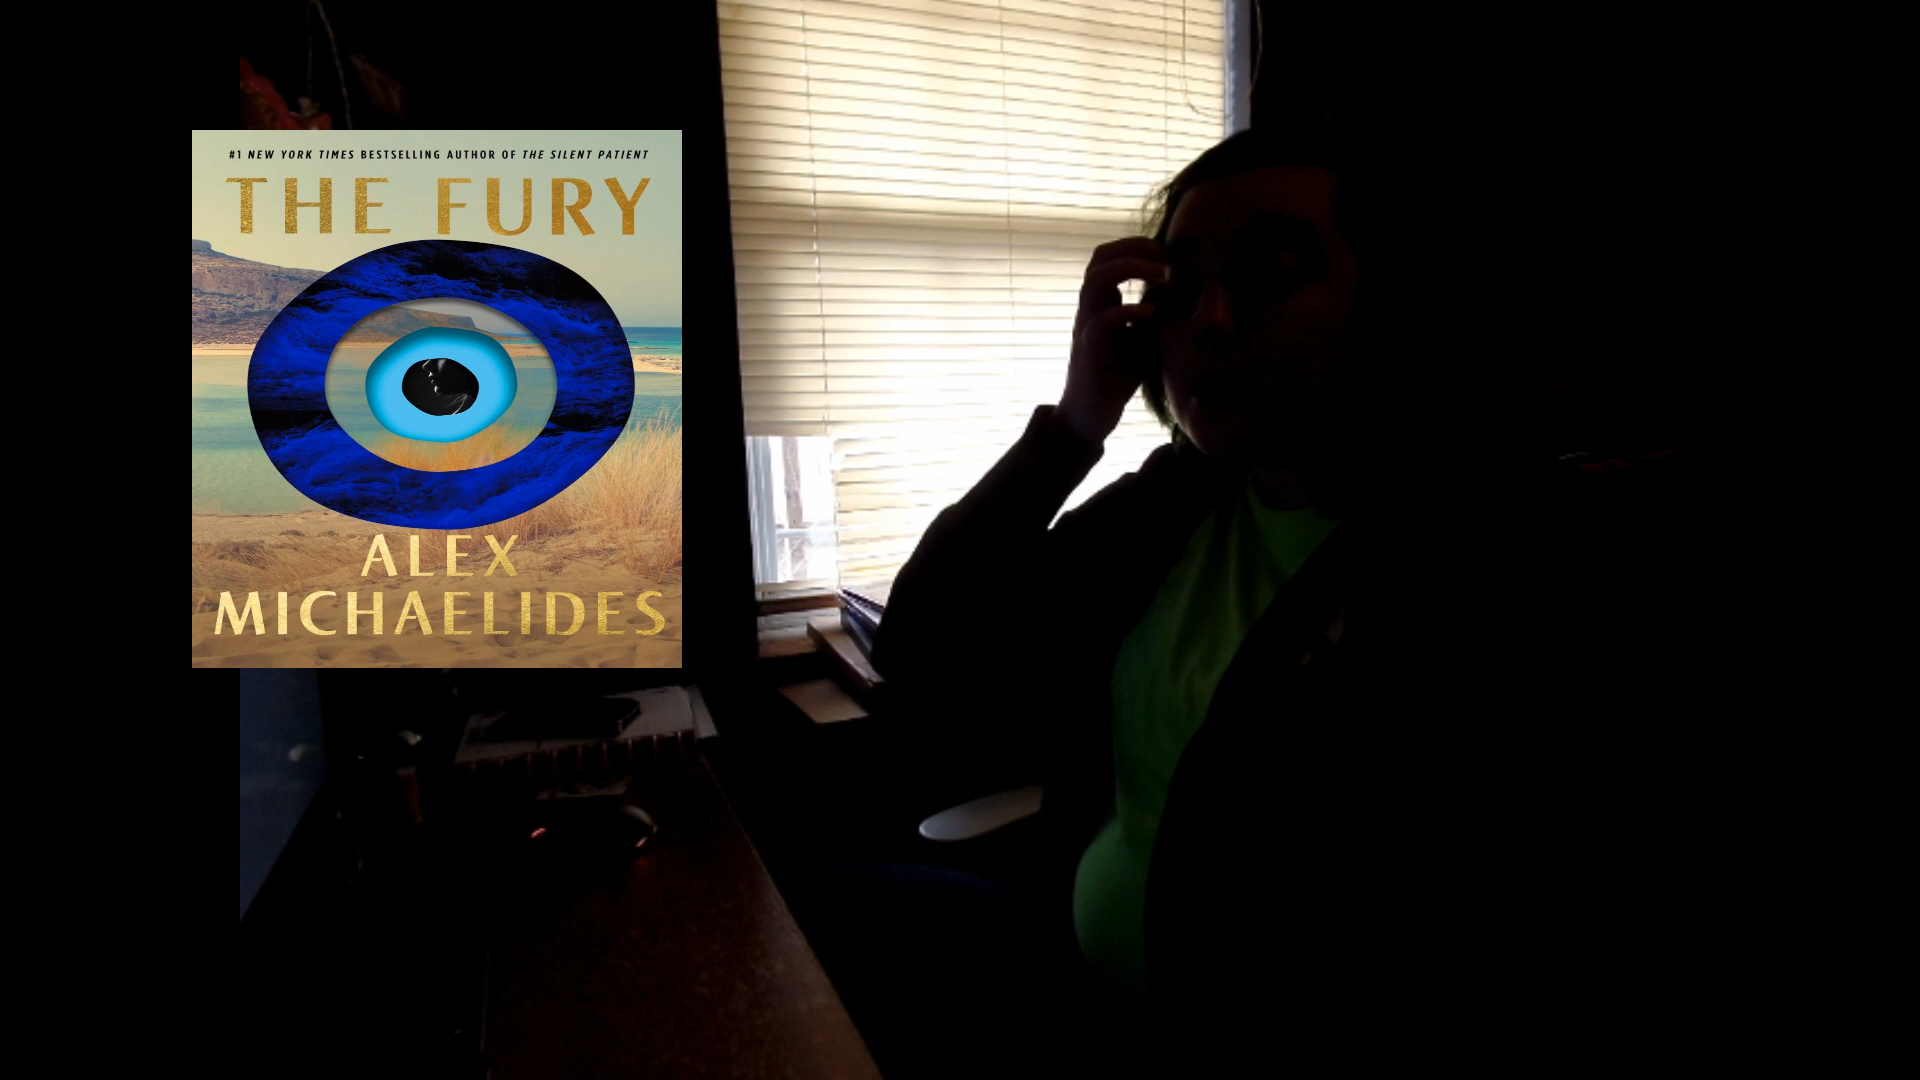 #1 NEW YORK TIMES BESTSELLING AUTHOR OF THE SILENT PATIENT
THE FURY
ALEX
MICHAELIDES